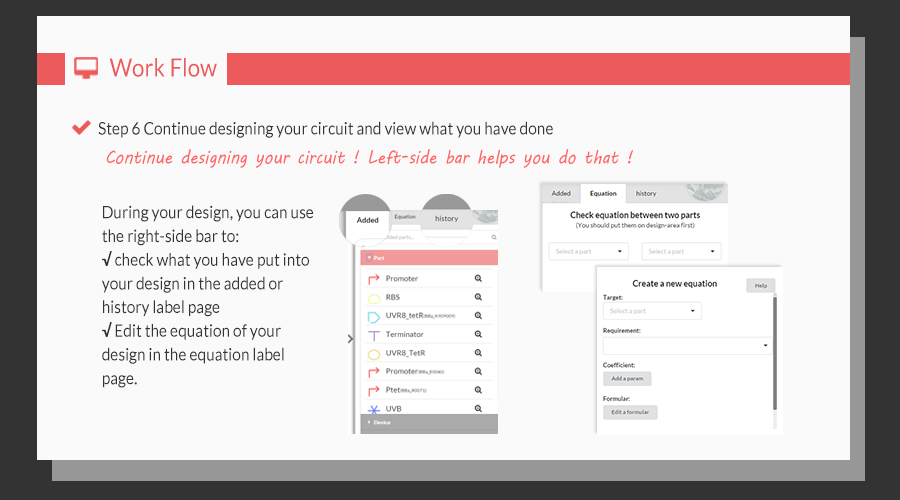 Work Flow
Step 6 Continue designing your circuit and view what you have done
Continue designing your circuit ! Left-side bar helps you do that !
During your design, you can use
the right-side bar to:
√ check what you have put into
your design in the added or
history label page
√ Edit the equation of your
design in the equation label
page.
Added Equation history
parts...
Part
Promoter
RBS
UVR8_tetR
Terminator
UVR8_TetR
Promoter
Ptet
UVB
Device
Added Equation history
Check equation between two parts
(You should put them on design-area first)
Select a part Select a part
Create a new equation Help
Target:
Select a part
Requirement:
Coefficient:
Add a param
Formular:
Edit a formular